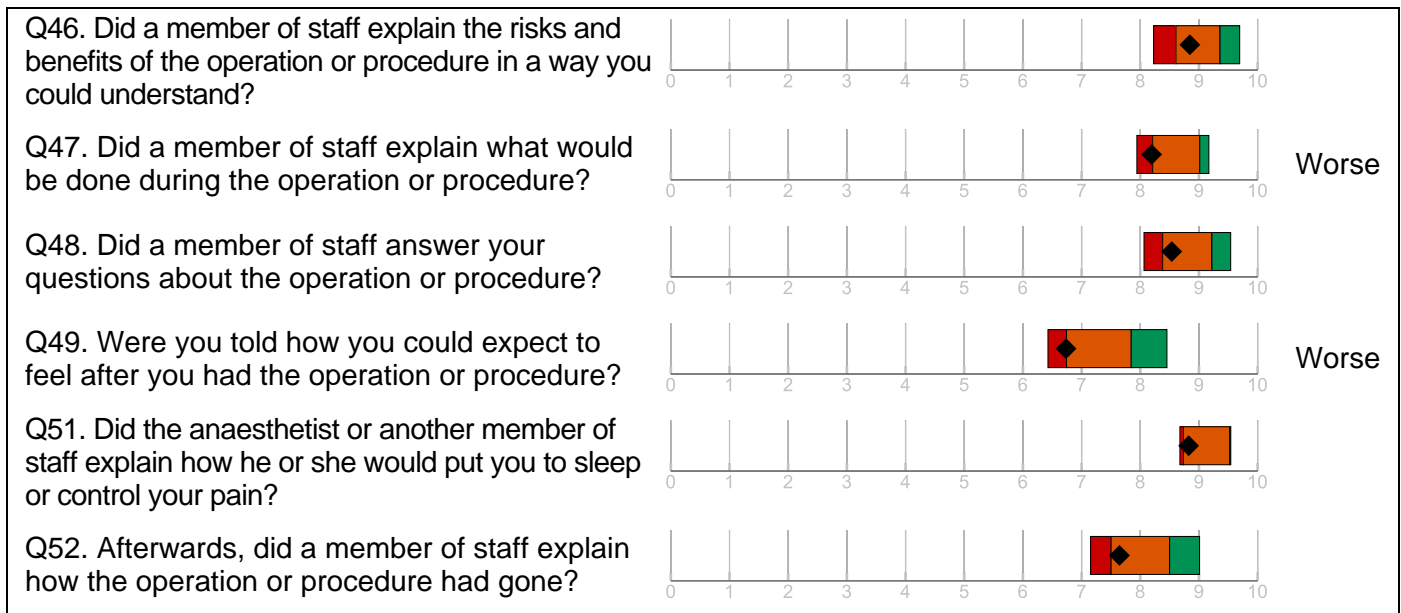 Q46. Did a member of staff explain the risks and
benefits of the operation or procedure in a way you
could understand?
0 1 2 3 4 5 6 7 8 9 10
Q47. Did a member of staff explain what would
be done during the operation or procedure?
Worse
0 1 2 3 4 5 6 7 8 9 10
Q48. Did a member of staff answer your
questions about the operation or procedure?
0 1 2 3 4 5 6 7 8 9 10
Q49. Were you told how you could expect to
feel after you had the operation or procedure?
Worse
0 1 2 3 4 5 6 7 8 9 10
Q51. Did the anaesthetist or another member of
staff explain how he or she would put you to sleep
or control your pain?
0 1 2 3 4 5 6 7 8 9 10
Q52. Afterwards, did a member of staff explain
how the operation or procedure had gone?
0 1 2 3 4 5 6 7 8 9 10